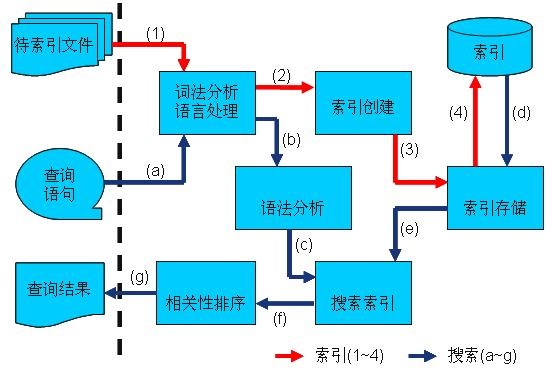 待索引文件
(1)
词法分析
语言处理
(2)
索引创建
索引
(4)
(d)
(b)
(3)
(a)
查询
语句
语法分析
索引存储
(c)
(e)
(g)
查询结果
相关性排序
(f)
搜索索引
索引(1~4)
搜索(a~g)